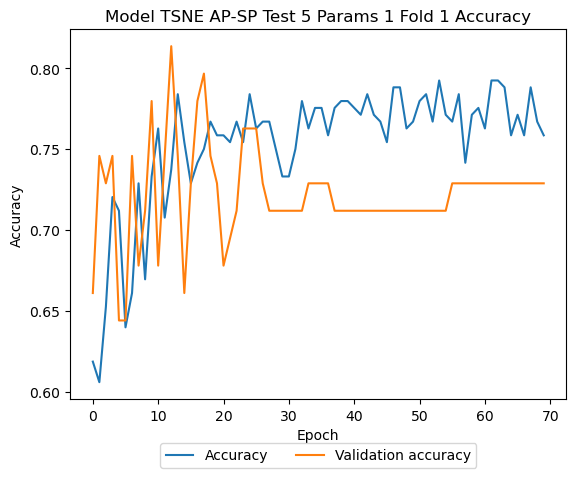 Model TSNE AP-SP Test 5 Params 1 Fold 1 Accuracy
0.80
0.75
0.70
0.65
0.60
Accuracy
0 10 20 30 40 50 60 70
Epoch
Accuracy Validation accuracy